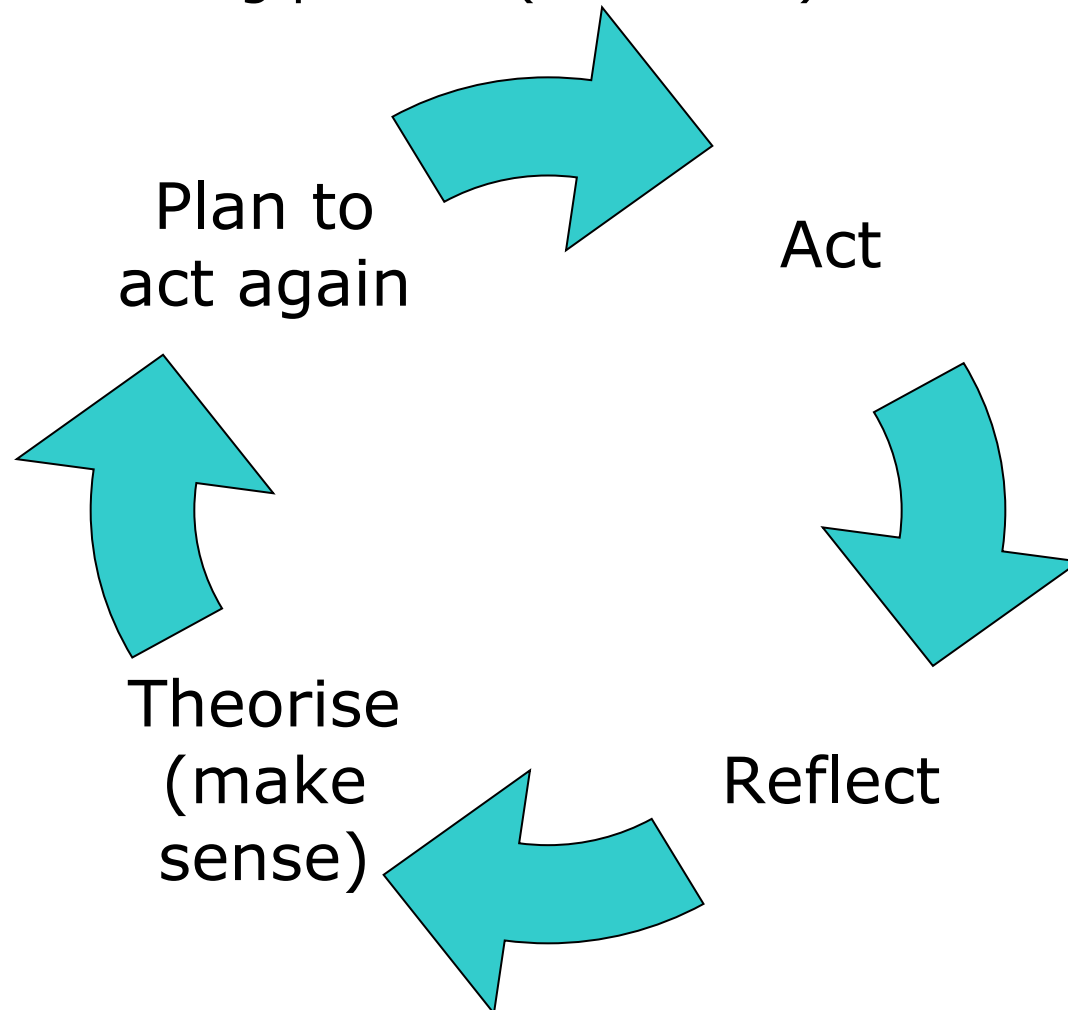 Plan to
act again
Act
Theorise
(make
sense)
Reflect